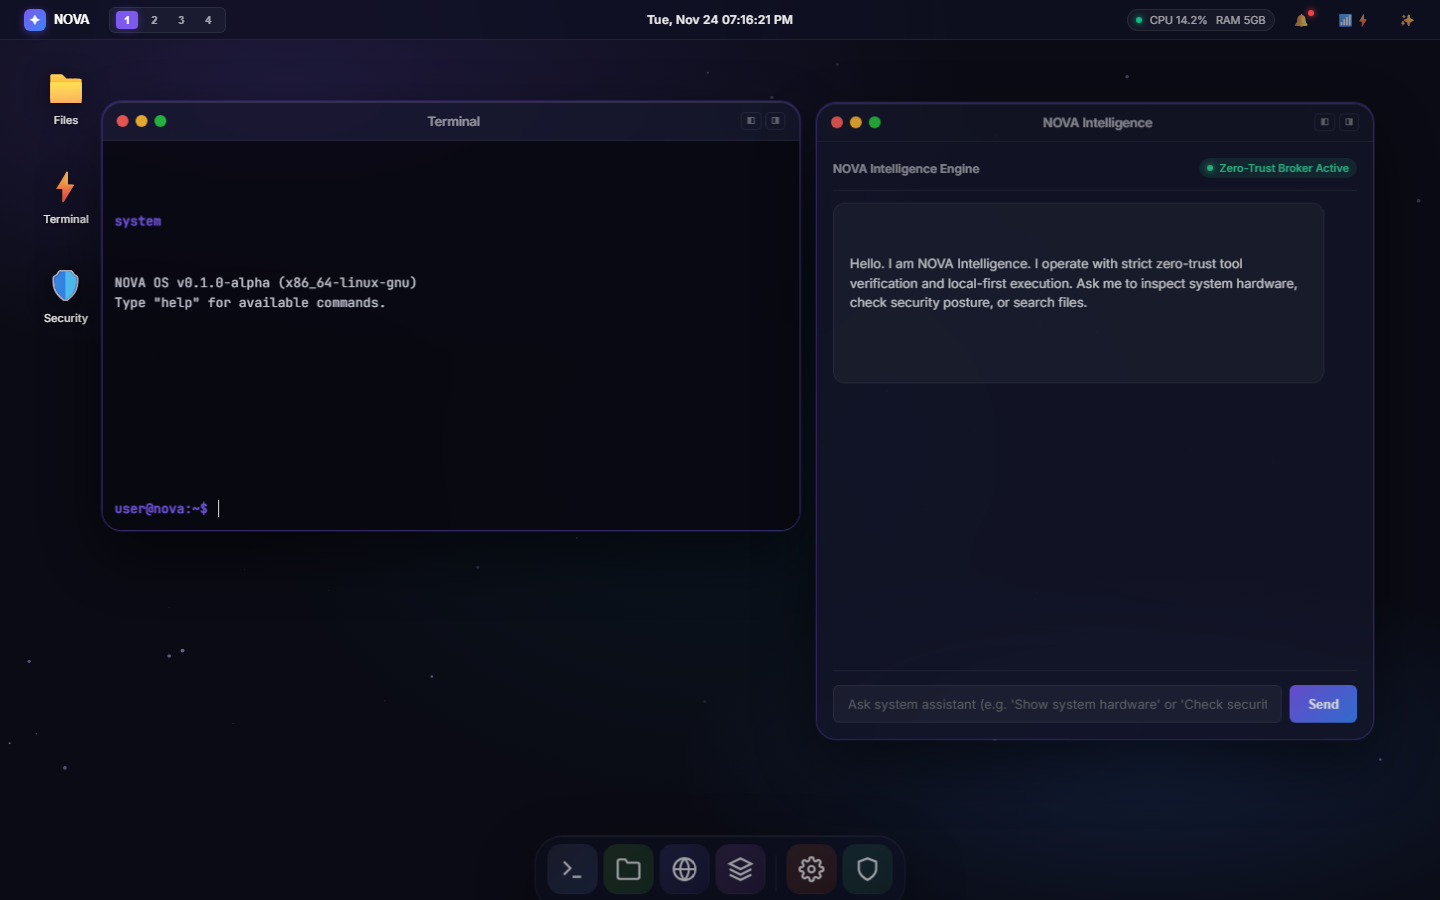 NOVA
1 2 3 4
Tue, Nov 24 07:16:21 PM
CPU 14.2% RAM 5GB
Files
Terminal
Security
Terminal
system
NOVA OS v0.1.0-alpha (x86_64-linux-gnu)
Type "help" for available commands.
user@nova:~$
NOVA Intelligence
NOVA Intelligence Engine
Zero-Trust Broker Active
Hello. I am NOVA Intelligence. I operate with strict zero-trust tool
verification and local-first execution. Ask me to inspect system hardware,
check security posture, or search files.
Ask system assistant (e.g. 'Show system hardware' or 'Check securit
Send